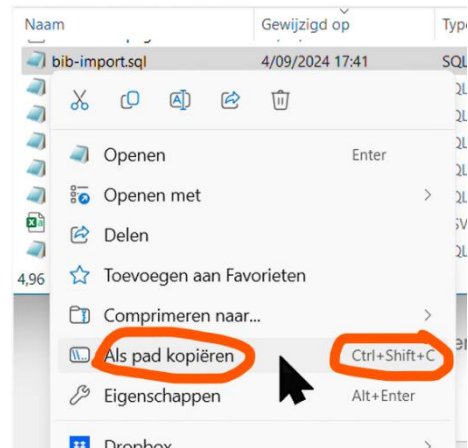 Naam Gewijzigd op Type
bib-import.sql 4/09/2024 17:41 SQL
Openen Enter
Openen met
Delen
Toevoegen aan Favorieten
4,96
Comprimeren naar...
Als pad kopiëren Ctrl+Shift+C
Eigenschappen Alt+Enter
Dropbox